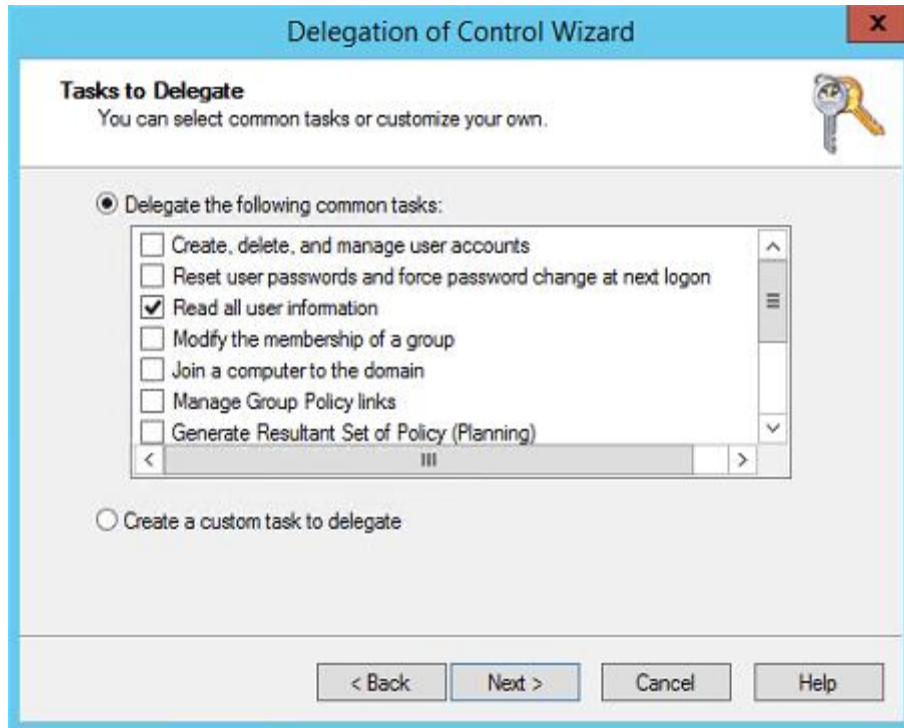 Delegation of Control Wizard
x
Tasks to Delegate
You can select common tasks or customize your own.
Delegate the following common tasks:
Create, delete, and manage user accounts
Reset user passwords and force password change at next logon
Read all user information
Modify the membership of a group
Join a computer to the domain
Manage Group Policy links
Generate Resultant Set of Policy (Planning)
Create a custom task to delegate
< Back
Next >
Cancel
Help